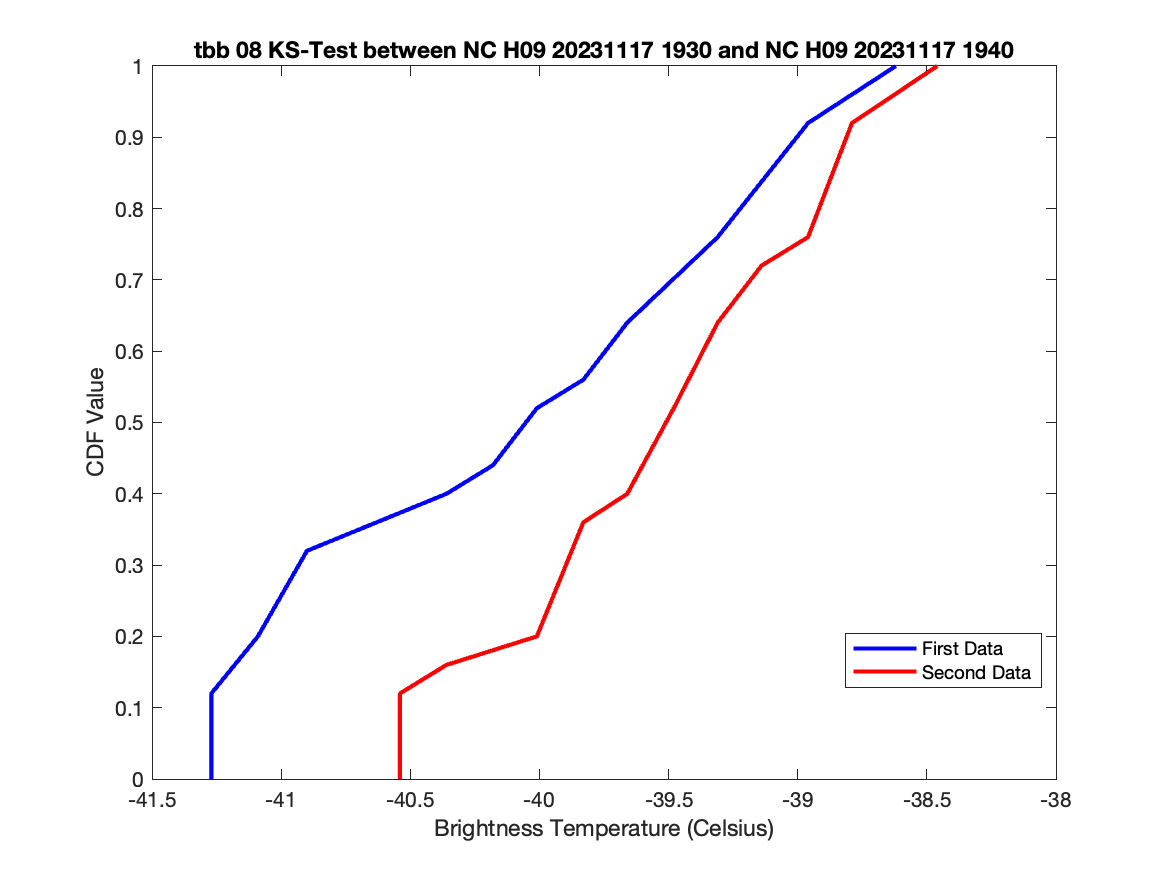 tbb 08 KS-Test between NC H09 20231117 1930 and NC H09 20231117 1940
1
0.9
0.8
0.7
0.6
0.5
0.4
0.3
0.2
0.1
0
CDF Value
First Data
Second Data
-41.5 -41 -40.5 -40 -39.5 -39 -38.5 -38
Brightness Temperature (Celsius)